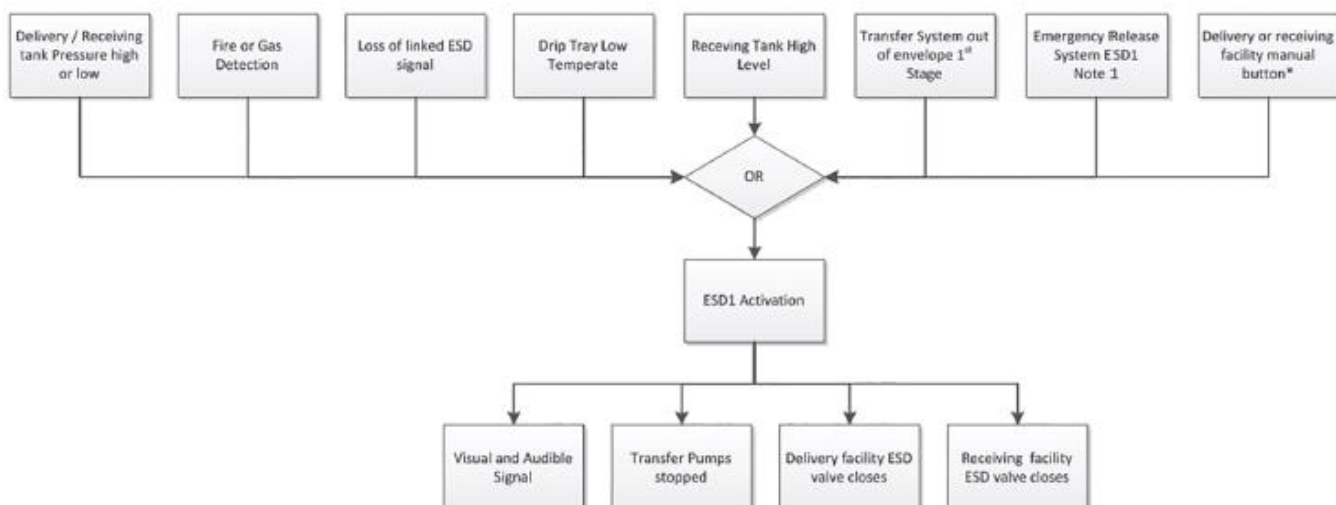 Delivery / Receiving
tank Pressure high
or low
Fire or Gas
Detection
Loss of linked ESD
signal
Drip Tray Low
Temperate
Receving Tank High
Level
Transfer System out
of envelope 1st
Stage
Emergency Release
System ESD1
Note 1
Delivery or receiving
facility manual
button*
OR
ESD1 Activation
Visual and Audible
Signal
Transfer Pumps
stopped
Delivery facility ESD
valve closes
Receiving facility
ESD valve closes